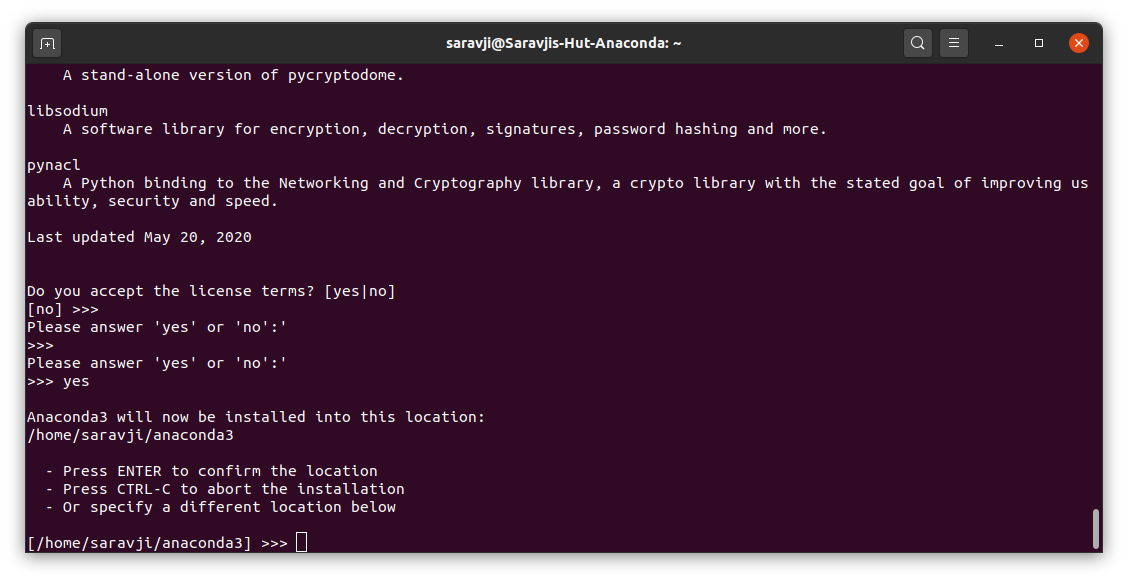 saravji@Saravjis-Hut-Anaconda: ~
A stand-alone version of pycryptodome.
libsodium
A software library for encryption, decryption, signatures, password hashing and more.
pynacl
A Python binding to the Networking and Cryptography library, a crypto library with the stated goal of improving us
ability, security and speed.
Last updated May 20, 2020
Do you accept the license terms? [yes|no]
[no] >>>
Please answer 'yes' or 'no':'
>>>
Please answer 'yes' or 'no':'
>>> yes
Anaconda3 will now be installed into this location:
/home/saravji/anaconda3
- Press ENTER to confirm the location
- Press CTRL-C to abort the installation
- Or specify a different location below
[/home/saravji/anaconda3] >>>